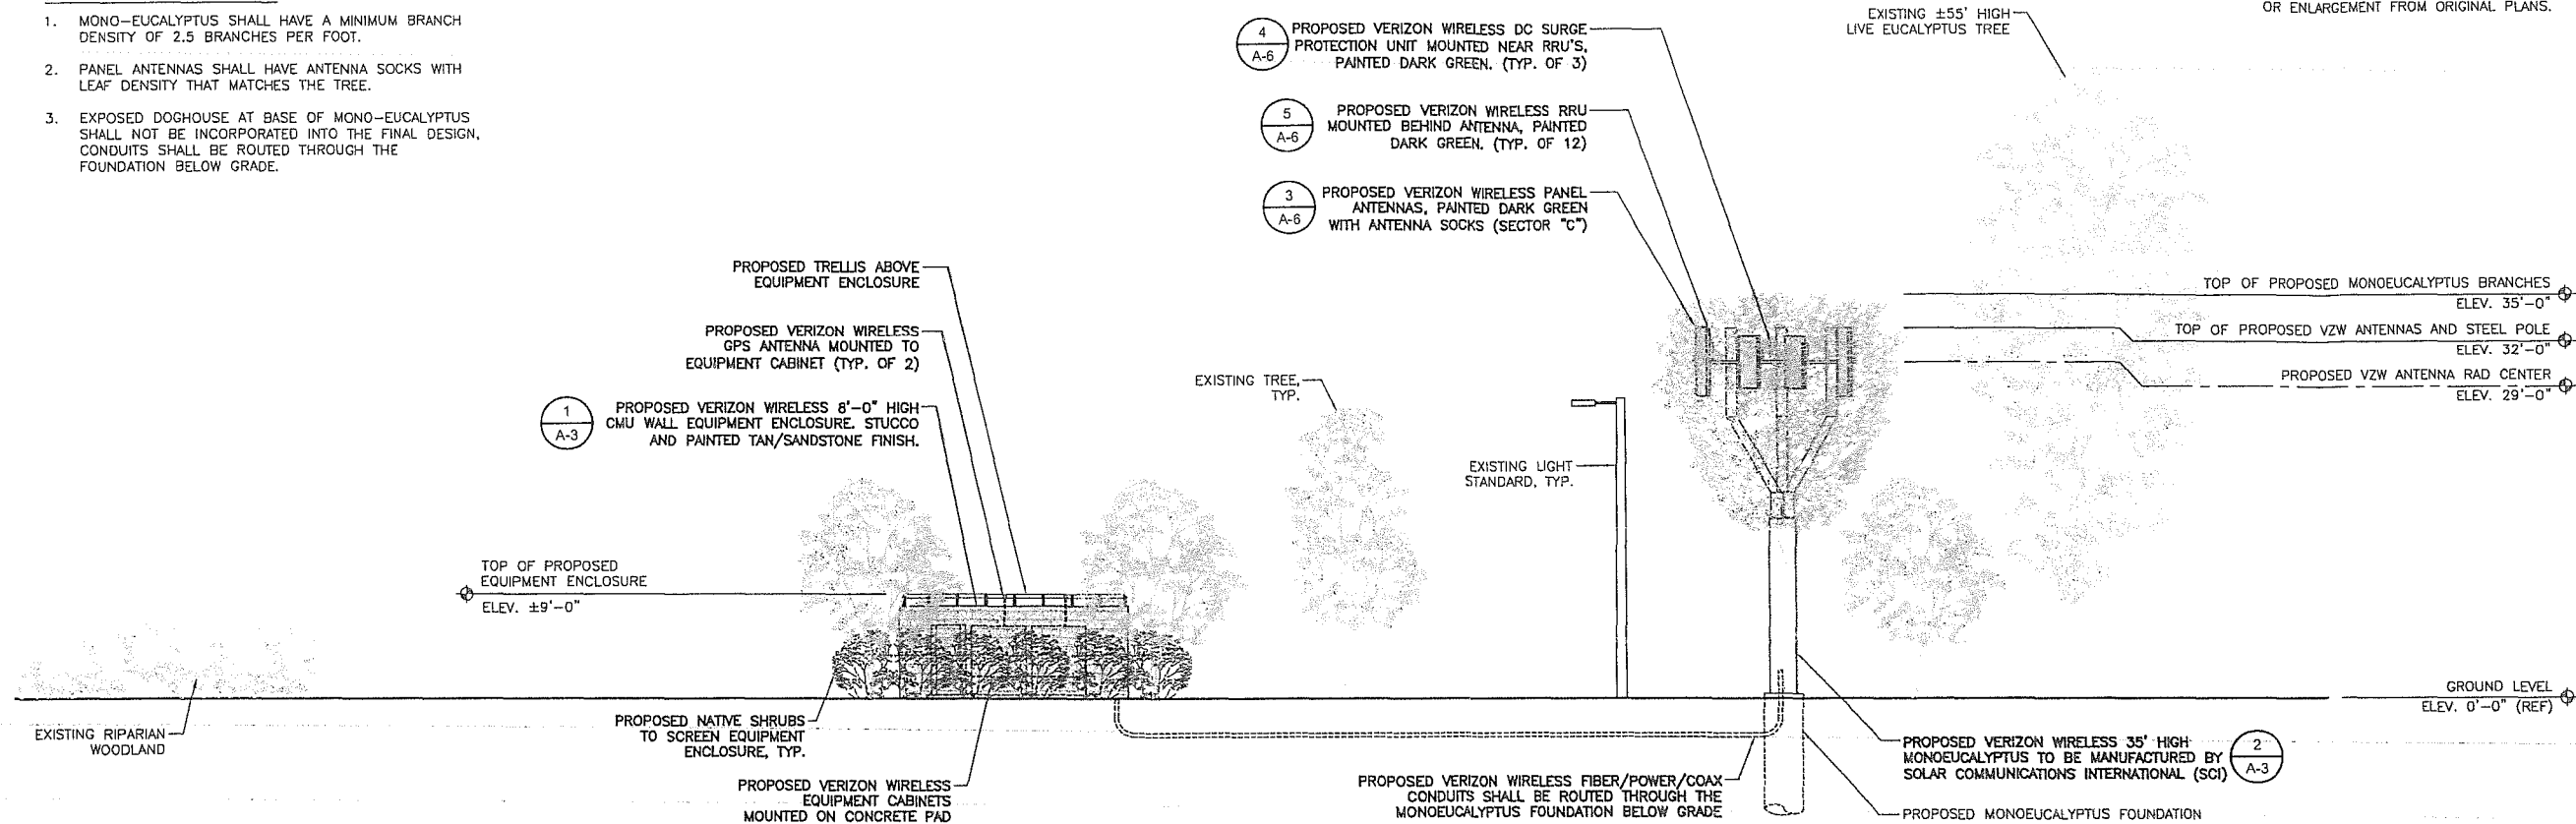 1. MONO-EUCALYPTUS SHALL HAVE A MINIMUM BRANCH
DENSITY OF 2.5 BRANCHES PER FOOT.
2. PANEL ANTENNAS SHALL HAVE ANTENNA SOCKS WITH
LEAF DENSITY THAT MATCHES THE TREE.
3. EXPOSED DOGHOUSE AT BASE OF MONO-EUCALYPTUS
SHALL NOT BE INCORPORATED INTO THE FINAL DESIGN,
CONDUITS SHALL BE ROUTED THROUGH THE
FOUNDATION BELOW GRADE.
OR ENLARGEMENT FROM ORIGINAL PLANS.
EXISTING ±55' HIGH
LIVE EUCALYPTUS TREE
4
A-6
PROPOSED VERIZON WIRELESS DC SURGE
PROTECTION UNIT MOUNTED NEAR RRU'S,
PAINTED DARK GREEN. (TYP. OF 3)
5
A-6
PROPOSED VERIZON WIRELESS RRU
MOUNTED BEHIND ANTENNA, PAINTED
DARK GREEN. (TYP. OF 12)
3
A-6
PROPOSED VERIZON WIRELESS PANEL
ANTENNAS, PAINTED DARK GREEN
WITH ANTENNA SOCKS (SECTOR "C")
PROPOSED TRELLIS ABOVE
EQUIPMENT ENCLOSURE
PROPOSED VERIZON WIRELESS
GPS ANTENNA MOUNTED TO
EQUIPMENT CABINET (TYP. OF 2)
1
A-3
PROPOSED VERIZON WIRELESS 8'-0" HIGH
CMU WALL EQUIPMENT ENCLOSURE. STUCCO
AND PAINTED TAN/SANDSTONE FINISH.
EXISTING TREE,
TYP.
EXISTING LIGHT
STANDARD, TYP.
TOP OF PROPOSED MONOEUCALYPTUS BRANCHES
ELEV. 35'-0"
TOP OF PROPOSED VZW ANTENNAS AND STEEL POLE
ELEV. 32'-0"
PROPOSED VZW ANTENNA RAD CENTER
ELEV. 29'-0"
TOP OF PROPOSED
EQUIPMENT ENCLOSURE
ELEV. ±9'-0"
GROUND LEVEL
ELEV. 0'-0" (REF)
EXISTING RIPARIAN
WOODLAND
PROPOSED NATIVE SHRUBS
TO SCREEN EQUIPMENT
ENCLOSURE, TYP.
PROPOSED VERIZON WIRELESS
EQUIPMENT CABINETS
MOUNTED ON CONCRETE PAD
PROPOSED VERIZON WIRELESS FIBER/POWER/COAX
CONDUITS SHALL BE ROUTED THROUGH THE
MONOEUCALYPTUS FOUNDATION BELOW GRADE
PROPOSED VERIZON WIRELESS 35' HIGH
MONOEUCALYPTUS TO BE MANUFACTURED BY
SOLAR COMMUNICATIONS INTERNATIONAL (SCI)
2
A-3
PROPOSED MONOEUCALYPTUS FOUNDATION